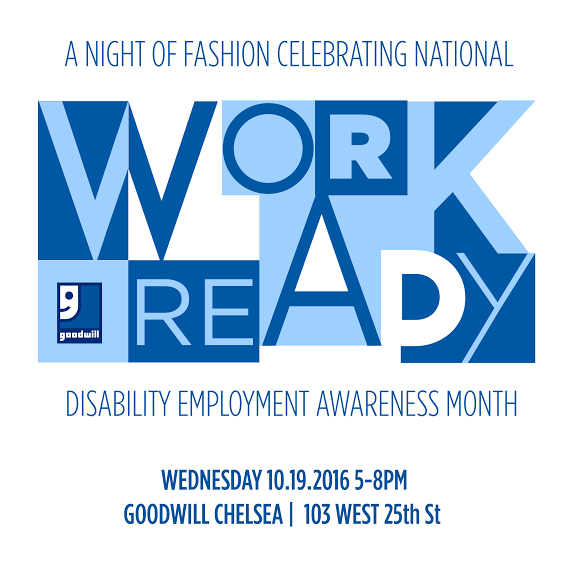 A NIGHT OF FASHION CELEBRATING NATIONAL
WORK
READY
goodwill
DISABILITY EMPLOYMENT AWARENESS MONTH
WEDNESDAY 10.19.2016 5-8PM
GOODWILL CHELSEA | 103 WEST 25th St